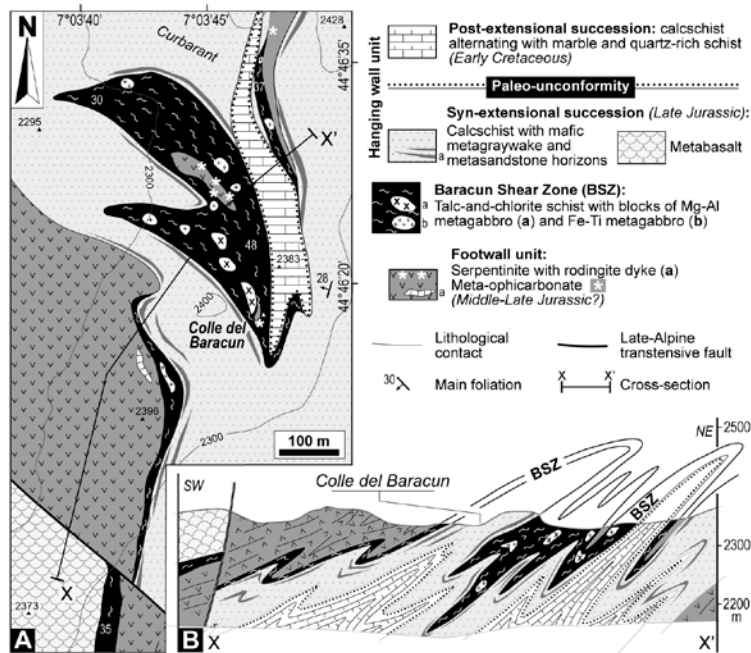 N
7°03'40"
7°03'45"
2428
44°46'35"
Curbarant
37
30
X'
2295
2300
48
2383
28
44°46'20"
2400
Colle del
Baracun
2396
2300
100 m
X
2373
35
A
Hanging wall unit
Post-extensional succession: calcschist
alternating with marble and quartz-rich schist
(Early Cretaceous)
Paleo-unconformity
Syn-extensional succession (Late Jurassic):
Calcschist with mafic
metagraywake and
metasandstone horizons
a
Metabasalt
Baracun Shear Zone (BSZ):
Talc-and-chlorite schist with blocks of Mg-Al
metagabbro (a) and Fe-Ti metagabbro (b)
a
b
Footwall unit:
Serpentinite with rodingite dyke (a)
Meta-ophicarbonate
(Middle-Late Jurassic?)
a
Lithological
contact
Late-Alpine
transtensive fault
30
Main foliation
X X'
Cross-section
SW
Colle del Baracun
BSZ
BSZ
NE
2500
2300
2200
m
B
X
X'